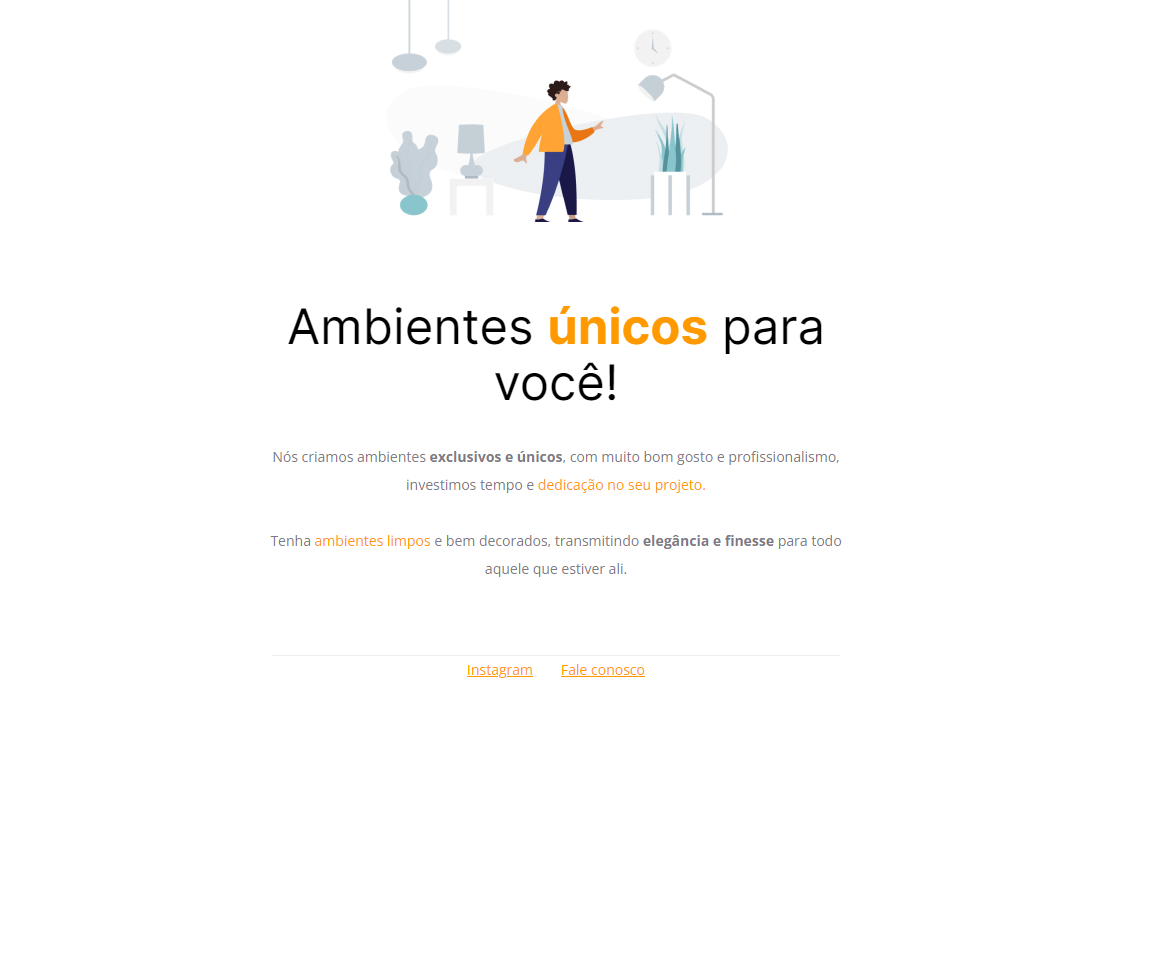 Ambientes únicos para
você!
Nós criamos ambientes exclusivos e únicos, com muito bom gosto e profissionalismo,
investimos tempo e dedicação no seu projeto.
Tenha ambientes limpos e bem decorados, transmitindo elegância e finesse para todo
aquele que estiver ali.
Instagram Fale conosco